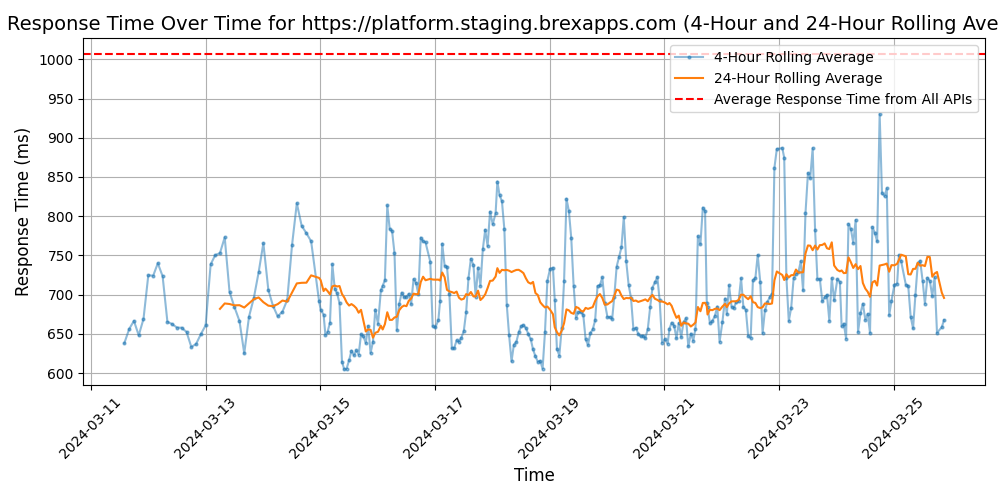 Response Time Over Time for https://platform.staging.brexapps.com (4-Hour and 24-Hour Rolling Ave
Response Time (ms)
1000
950
900
850
800
750
700
650
600
4-Hour Rolling Average
24-Hour Rolling Average
Average Response Time from All APIs
2024-03-11
2024-03-13
2024-03-15
2024-03-17
2024-03-19
2024-03-21
2024-03-23
2024-03-25
Time